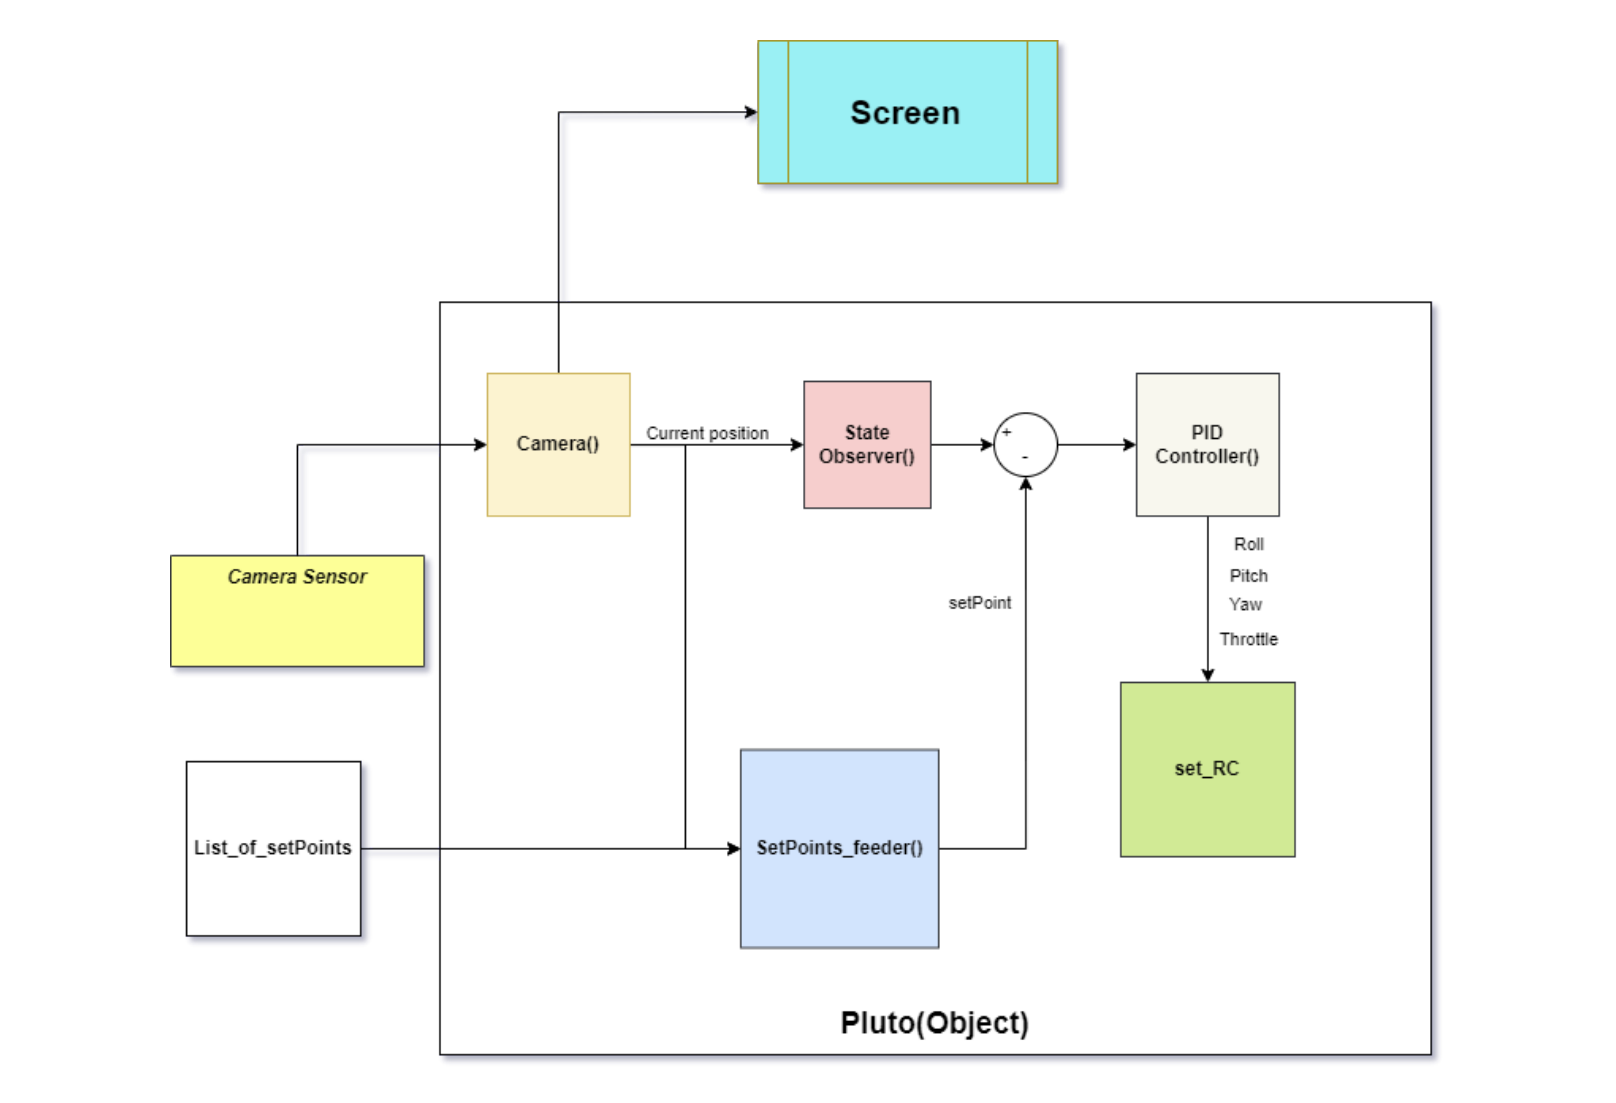 Screen
Camera()
Current position
State
Observer()
+
-
PID
Controller()
Camera Sensor
Roll
Pitch
Yaw
Throttle
setPoint
set_RC
List_of_setPoints
SetPoints_feeder()
Pluto(Object)